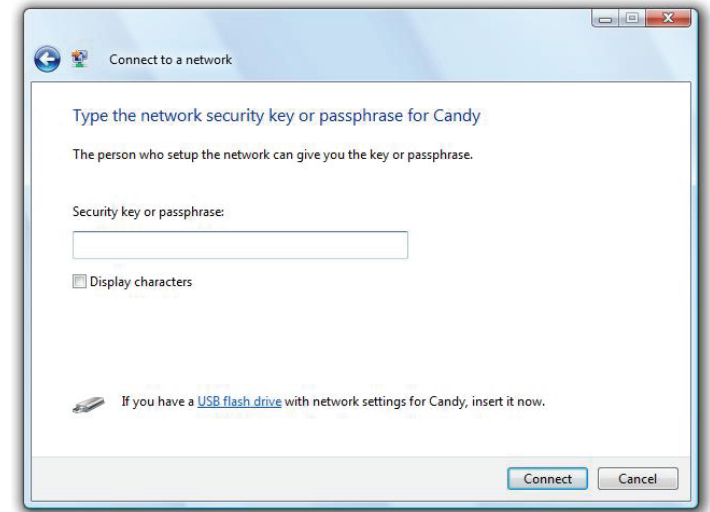 Connect to a network
Type the network security key or passphrase for Candy
The person who setup the network can give you the key or passphrase.
Security key or passphrase:
Display characters
If you have a USB flash drive with network settings for Candy, insert it now.
Connect
Cancel